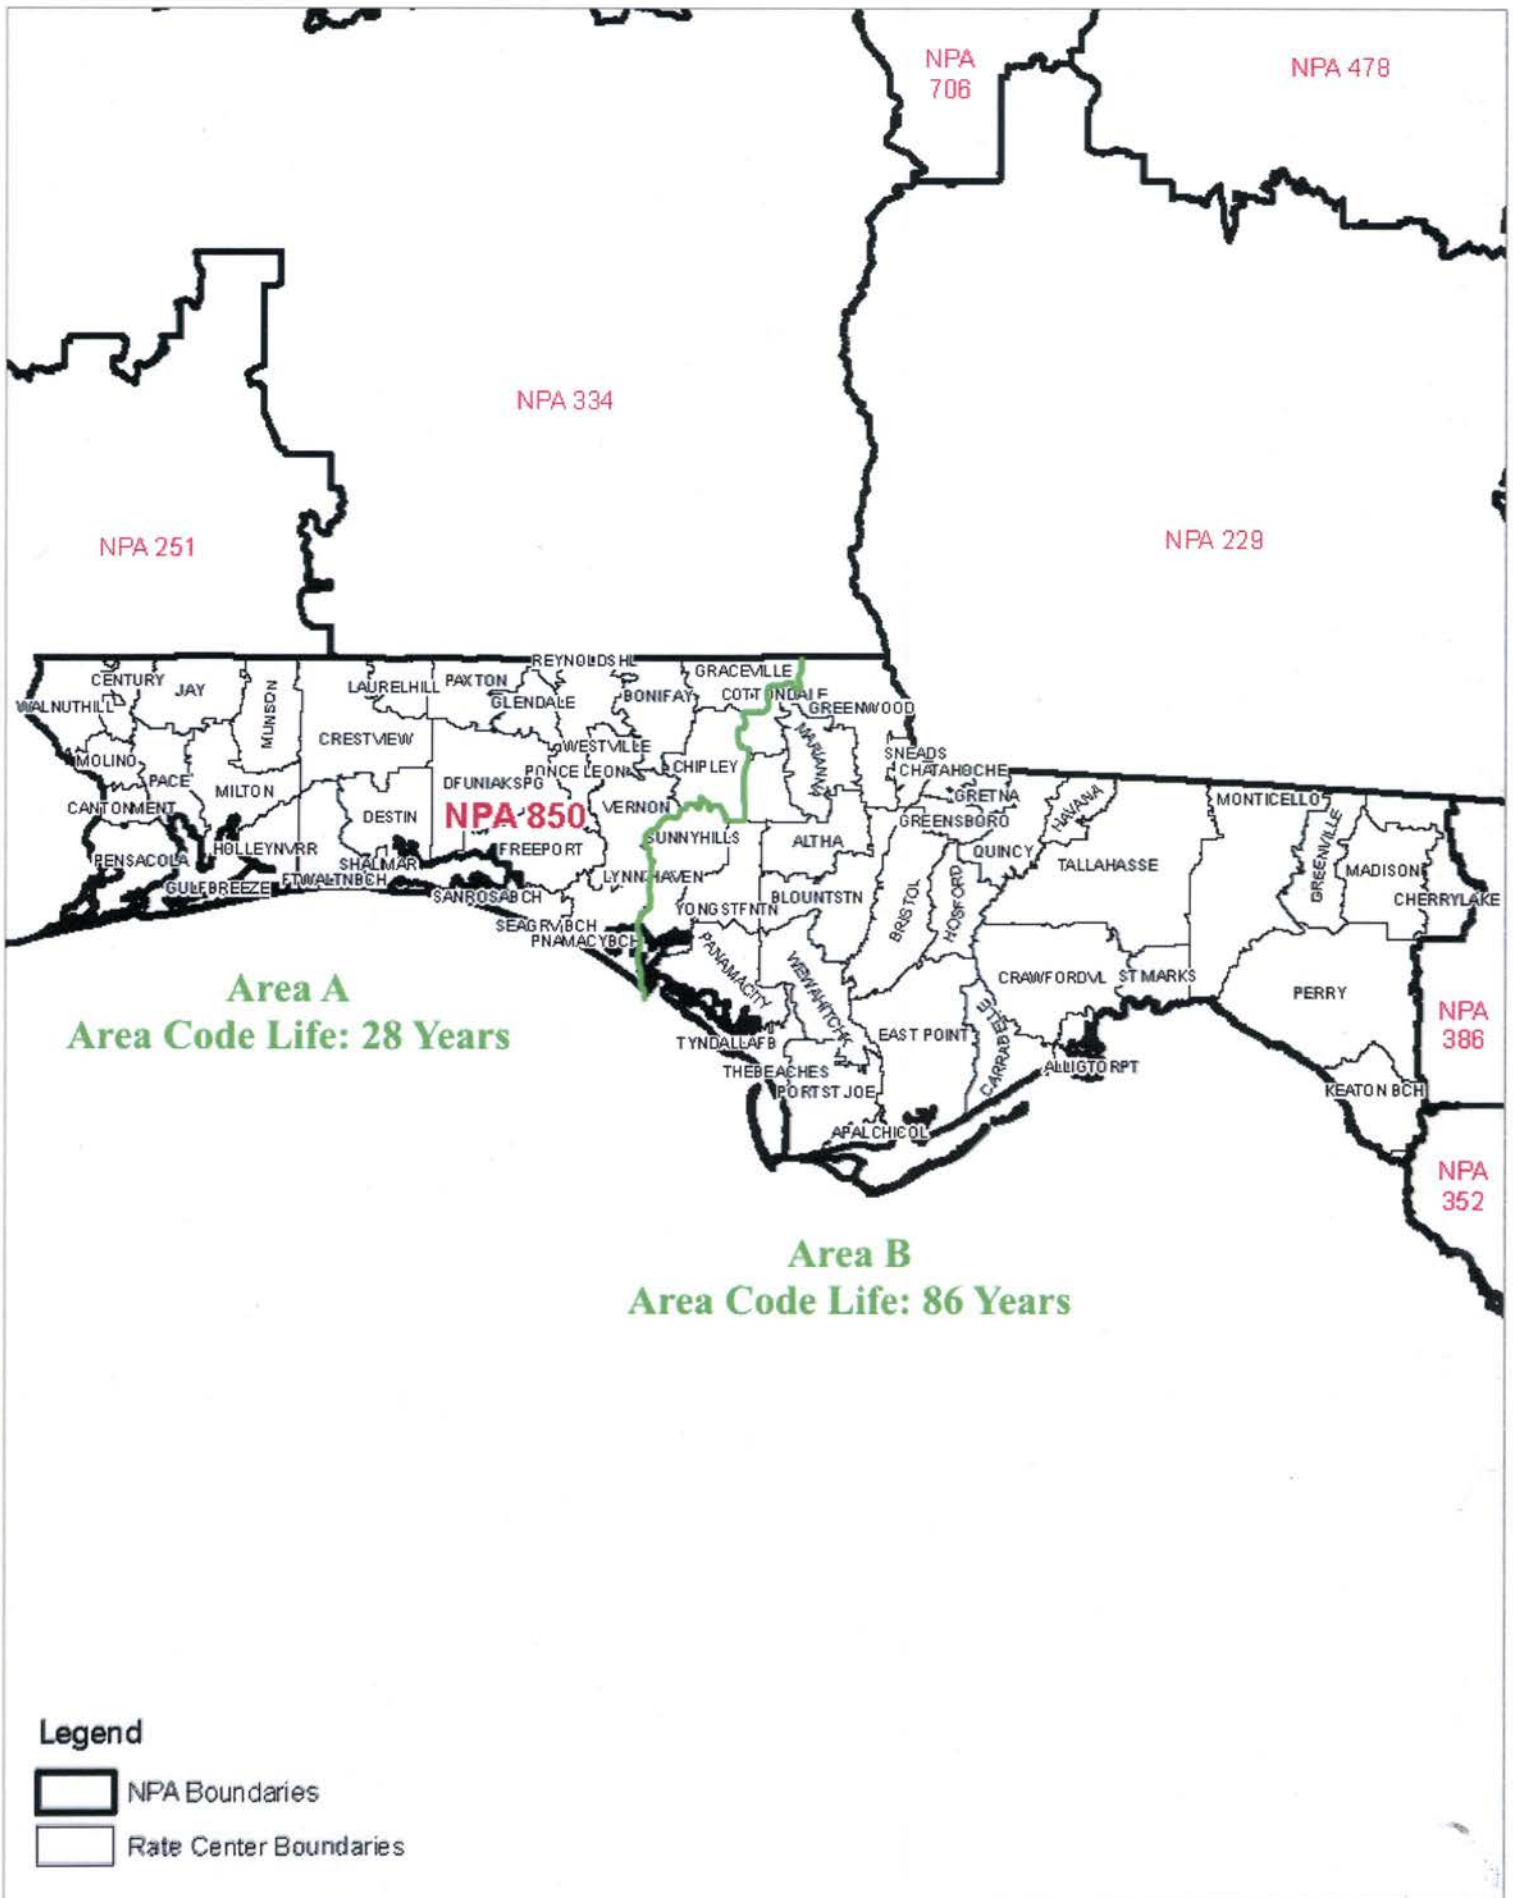 NPA
706
NPA 478
NPA 334
NPA 251
NPA 229
REYNOLDSHL
GRACEVILLE
CENTURY
JAY
MUNSON
LAURELHILL
PAXTON
GLENDALE
BONIFAY
COTTONDALE
GREENWOOD
WALNUTHILL
CRESTVIEW
WESTVILLE
MARIANNA
SNEADS
MOLINO
PACE
MILTON
DFUNIAKSPG
PONCE LEON
CHIPLEY
CHATAHOCHE
GRETNA
HAVANA
MONTICELLO
CANTONMENT
DESTIN
NPA 850
VERNON
SUNNYHILLS
ALTHA
GREENSBORO
QUINCY
TALLAHASSE
GREENVILLE
MADISON
CHERRYLAKE
PENSACOLA
HOLLEYNVRR
SHALMAR
FREEPORT
GULFBREEZE
FTWALTNBCH
SANROSABCH
LYNNHAVEN
YONGSTFNTN
BLOUNTSTN
BRISTOL
HOSFORD
SEAGRVBCH
PNAMACYBCH
PANAMACITY
WEWAHITCHK
CRAWFORDVL
ST MARKS
PERRY
Area A
Area Code Life: 28 Years
TYNDALLAFB
EAST POINT
CARRABELLE
ALLIGTORPT
NPA
386
THEBEACHES
PORTST JOE
KEATON BCH
APALCHICOL
NPA
352
Area B
Area Code Life: 86 Years
Legend
NPA Boundaries
Rate Center Boundaries